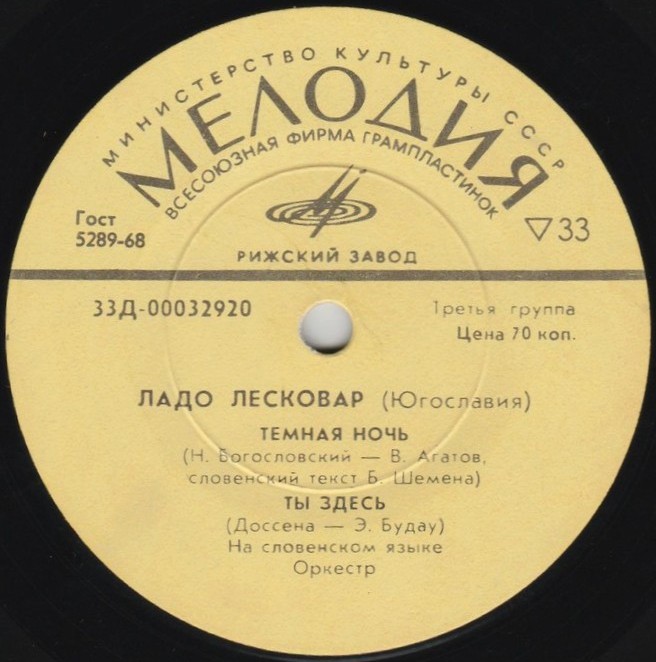 МИНИСТЕРСТВО КУЛЬТУРЫ СССР
МЕЛОДИЯ
ВСЕСОЮЗНАЯ ФИРМА ГРАМПЛАСТИНОК
Гост
5289-68
▽33
РИЖСКИЙ ЗАВОД
33Д-00032920
Третья группа
Цена 70 коп.
ЛАДО ЛЕСКОВАР (Югославия)
ТЕМНАЯ НОЧЬ
(Н. Богословский — В. Агатов,
словенский текст Б. Шемена)
ТЫ ЗДЕСЬ
(Доссена — Э. Будау)
На словенском языке
Оркестр